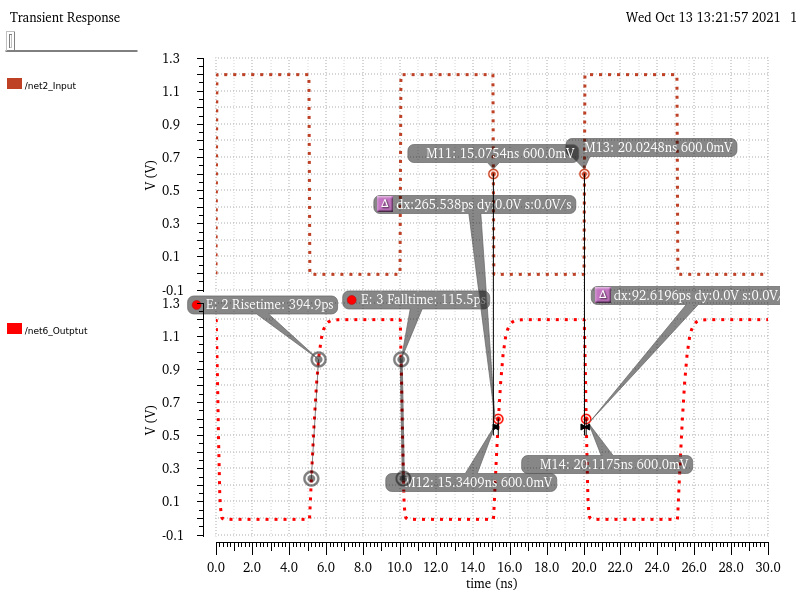 Transient Response
Wed Oct 13 13:21:57 2021 1
/net2_Input
1.3
1.1
0.9
0.7
0.5
0.3
0.1
-0.1
V (V)
M11: 15.0754ns 600.0mV
M13: 20.0248ns 600.0mV
Δ dx:265.538ps dy:0.0V s:0.0V/s
E: 2 Risetime: 394.9ps
E: 3 Falltime: 115.5ps
Δ dx:92.6196ps dy:0.0V s:0.0V/
/net6_Outptut
1.3
1.1
0.9
0.7
0.5
0.3
0.1
-0.1
V (V)
M14: 20.1175ns 600.0mV
M12: 15.3409ns 600.0mV
0.0 2.0 4.0 6.0 8.0 10.0 12.0 14.0 16.0 18.0 20.0 22.0 24.0 26.0 28.0 30.0
time (ns)